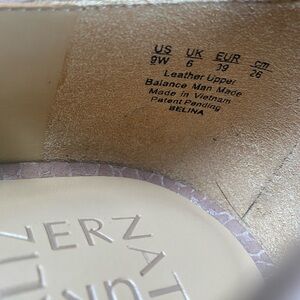 US UK EUR cm
9W 6 39 26
Leather Upper
Balance Man Made
Made in Vietnam
Patent Pending
BELINA
ERNAT